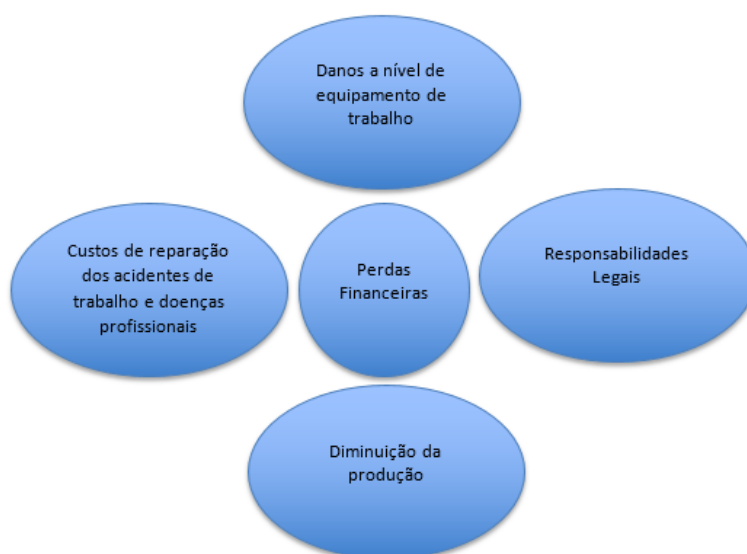 Danos a nível de
equipamento de
trabalho
Custos de reparação
dos acidentes de
trabalho e doenças
profissionais
Perdas
Financeiras
Responsabilidades
Legais
Diminuição da
produção